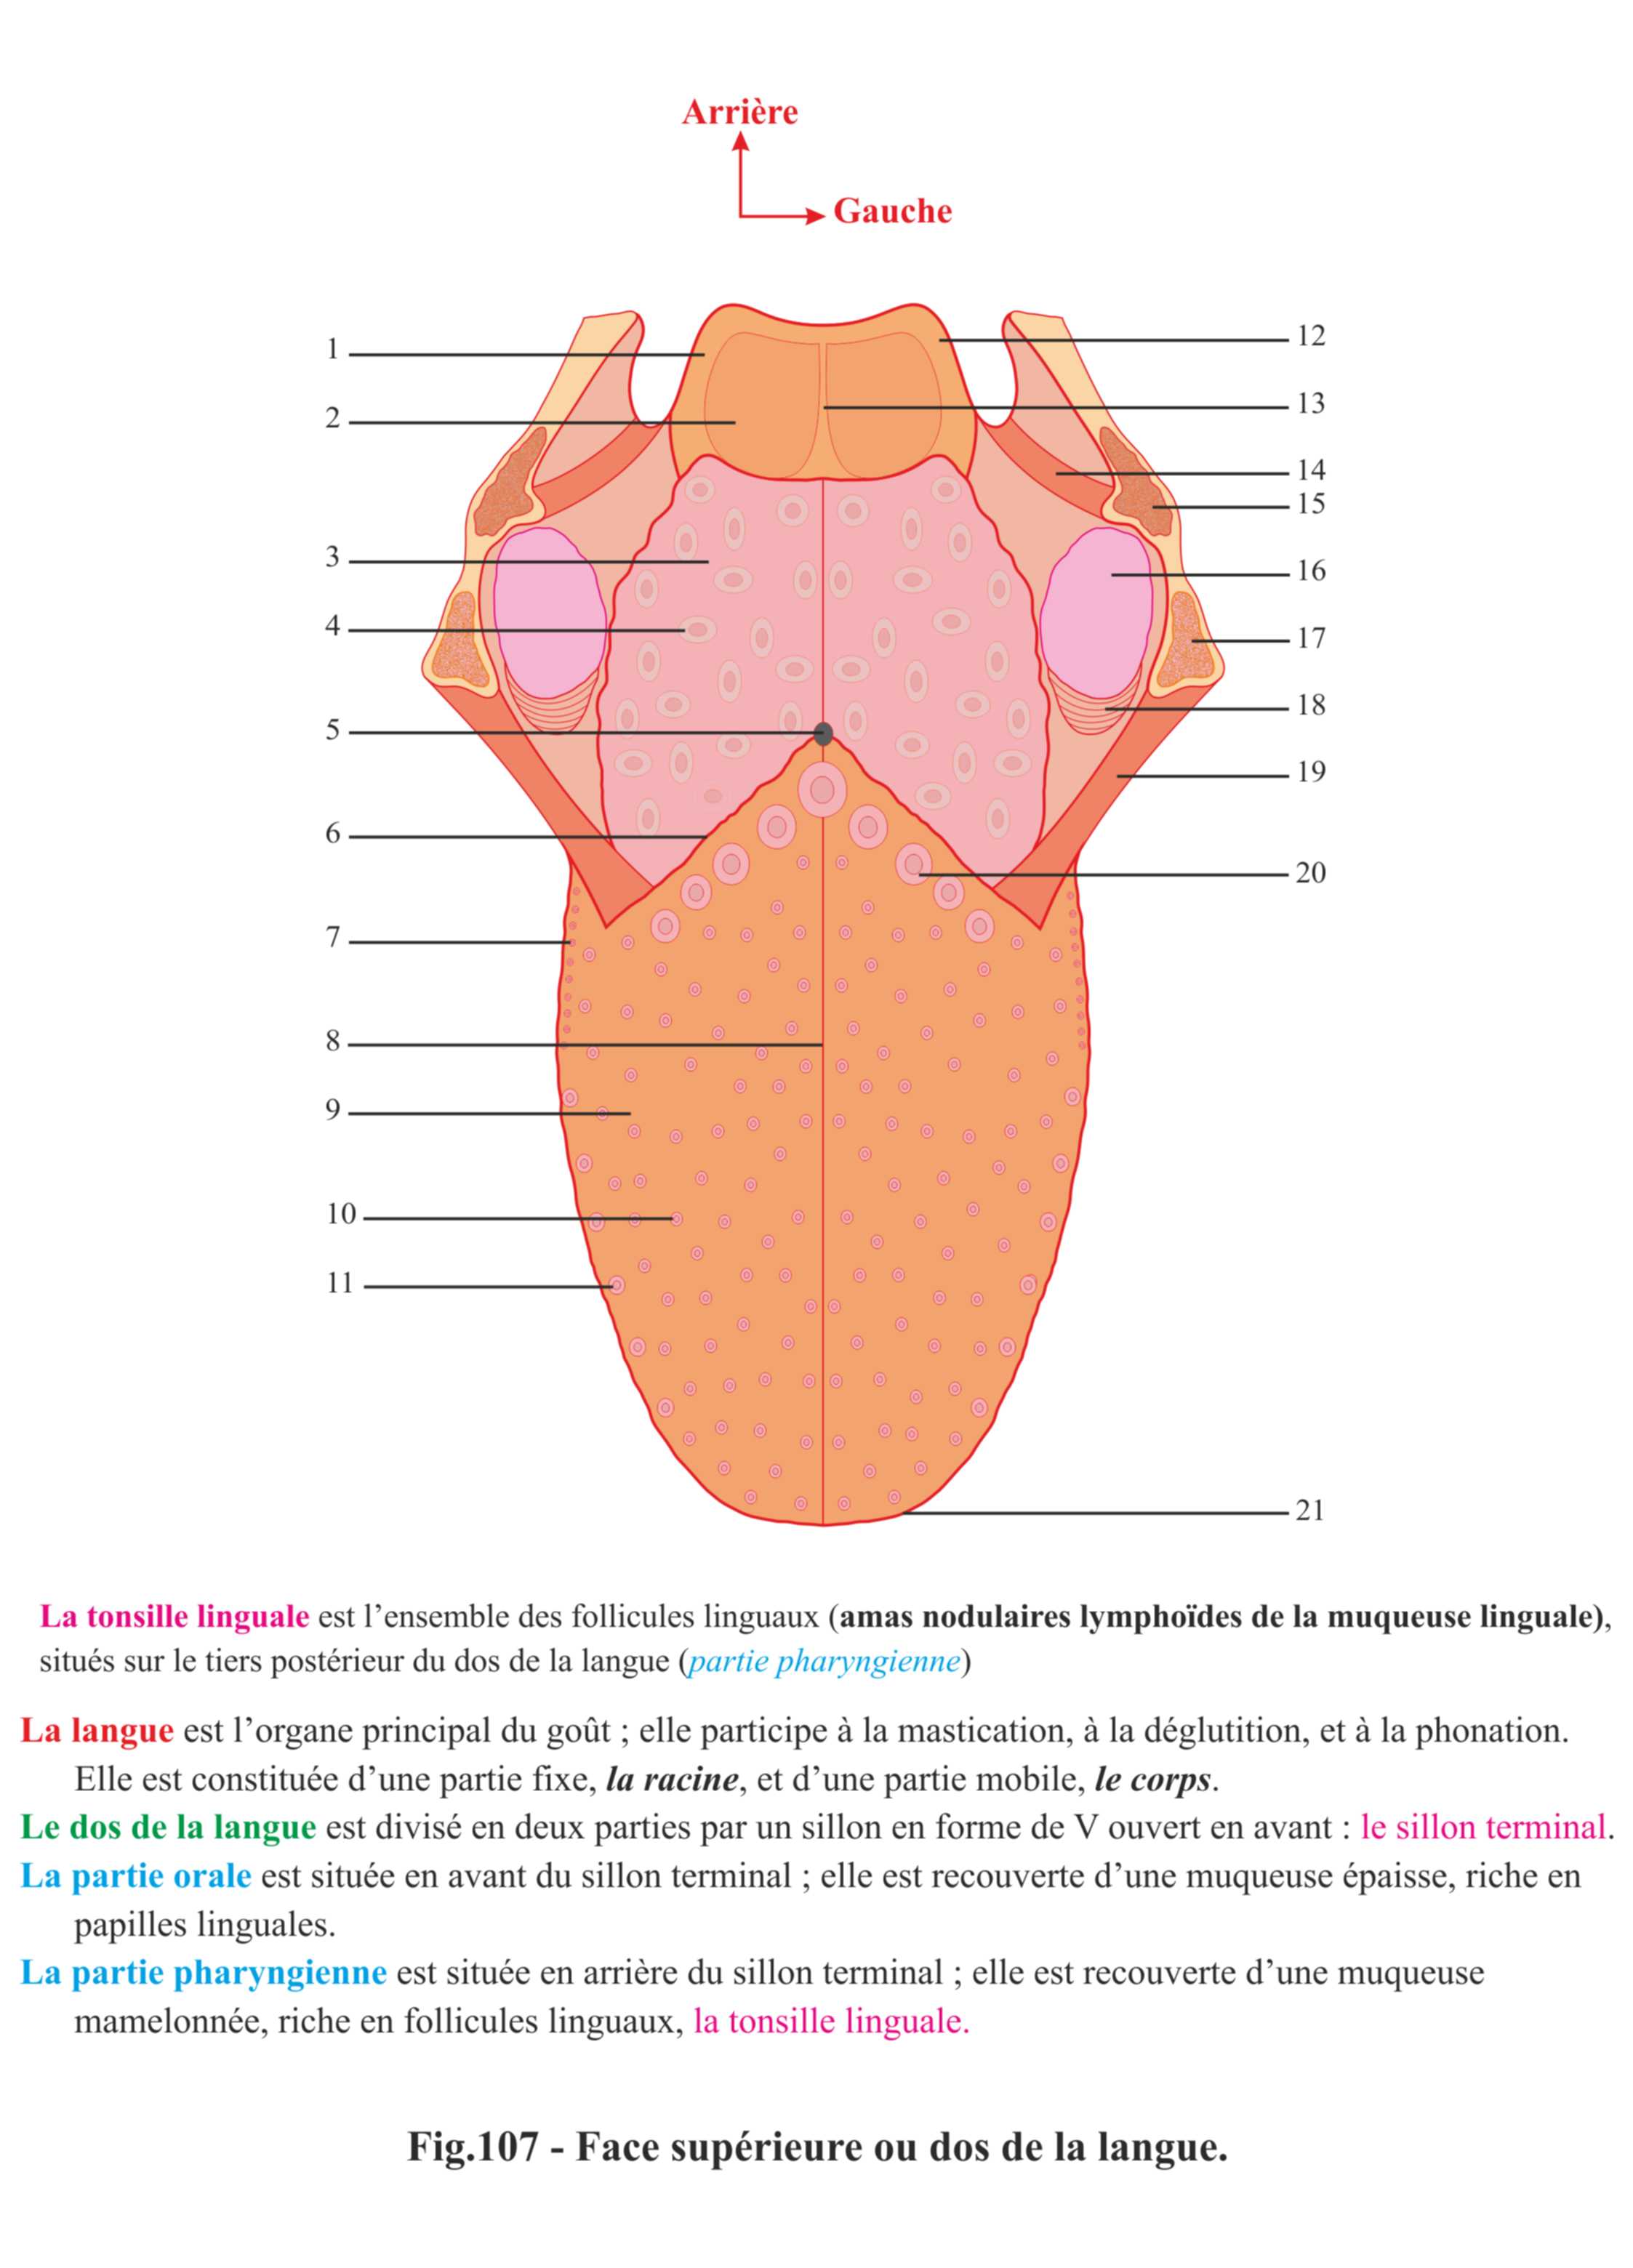 Arrière
Gauche
1
12
2
13
14
15
3
16
4
17
18
5
19
6
20
7
8
9
10
11
21
La tonsille linguale est l’ensemble des follicules linguaux (amas nodulaires lymphoïdes de la muqueuse linguale),
situés sur le tiers postérieur du dos de la langue (partie pharyngienne)
La langue est l’organe principal du goût ; elle participe à la mastication, à la déglutition, et à la phonation.
Elle est constituée d’une partie fixe, la racine, et d’une partie mobile, le corps.
Le dos de la langue est divisé en deux parties par un sillon en forme de V ouvert en avant : le sillon terminal.
La partie orale est située en avant du sillon terminal ; elle est recouverte d’une muqueuse épaisse, riche en
papilles linguales.
La partie pharyngienne est située en arrière du sillon terminal ; elle est recouverte d’une muqueuse
mamelonnée, riche en follicules linguaux, la tonsille linguale.
Fig.107 - Face supérieure ou dos de la langue.